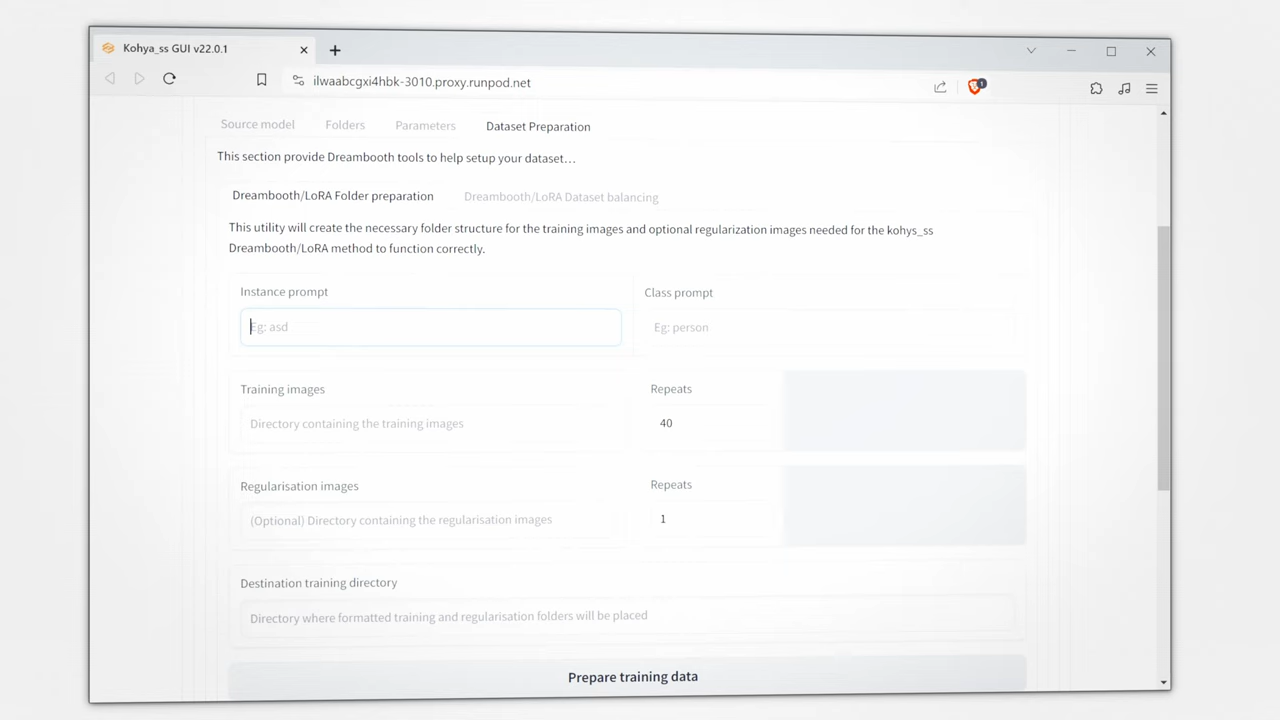 Kohya_ss GUI v22.0.1
ilwaabcgxi4hbk-3010.proxy.runpod.net
1
Source model Folders Parameters Dataset Preparation
This section provide Dreambooth tools to help setup your dataset…
Dreambooth/LoRA Folder preparation Dreambooth/LoRA Dataset balancing
This utility will create the necessary folder structure for the training images and optional regularization images needed for the kohys_ss
Dreambooth/LoRA method to function correctly.
Instance prompt Class prompt
Eg: asd Eg: person
Training images Repeats
Directory containing the training images 40
Regularisation images Repeats
(Optional) Directory containing the regularisation images 1
Destination training directory
Directory where formatted training and regularisation folders will be placed
Prepare training data